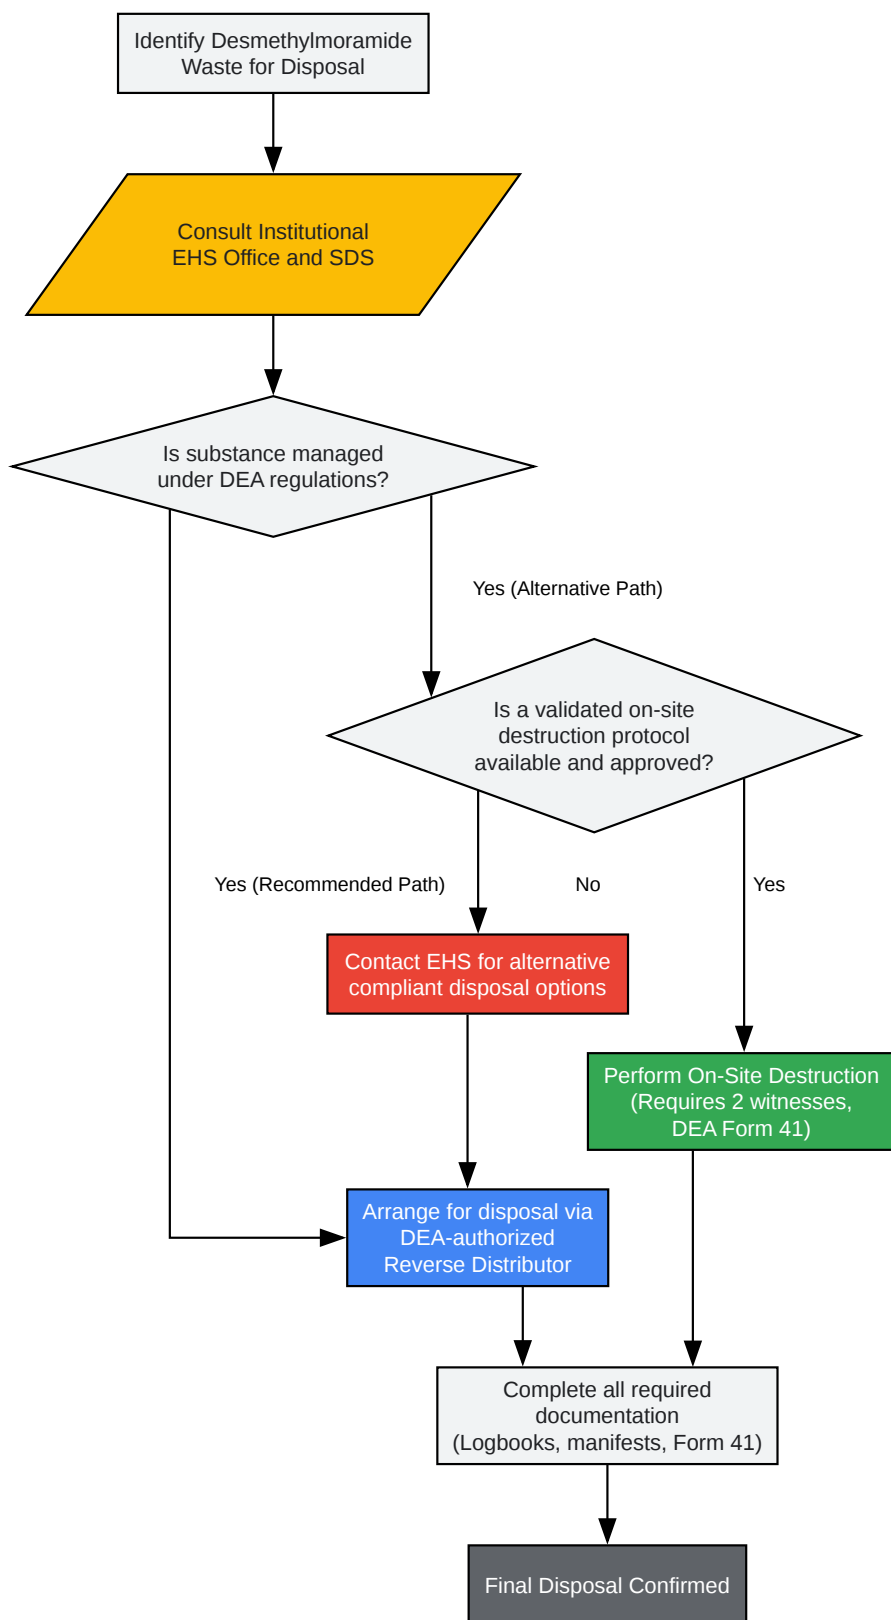 Identify Desmethylmoramide
Waste for Disposal
Consult Institutional
EHS Office and SDS
Is substance managed
under DEA regulations?
Yes (Alternative Path)
Is a validated on-site
destruction protocol
available and approved?
Yes (Recommended Path)
No
Yes
Contact EHS for alternative
compliant disposal options
Perform On-Site Destruction
(Requires 2 witnesses,
DEA Form 41)
Arrange for disposal via
DEA-authorized
Reverse Distributor
Complete all required
documentation
(Logbooks, manifests, Form 41)
Final Disposal Confirmed